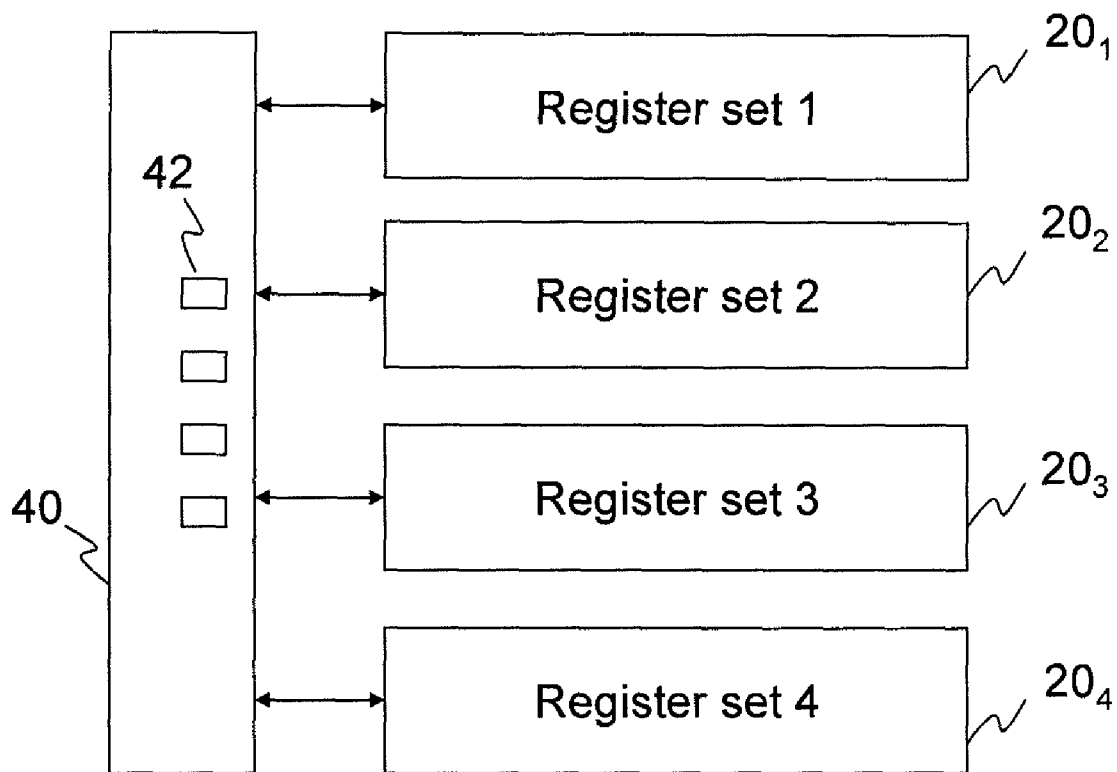 20₁
Register set 1
42
20₂
Register set 2
40
20₃
Register set 3
20₄
Register set 4